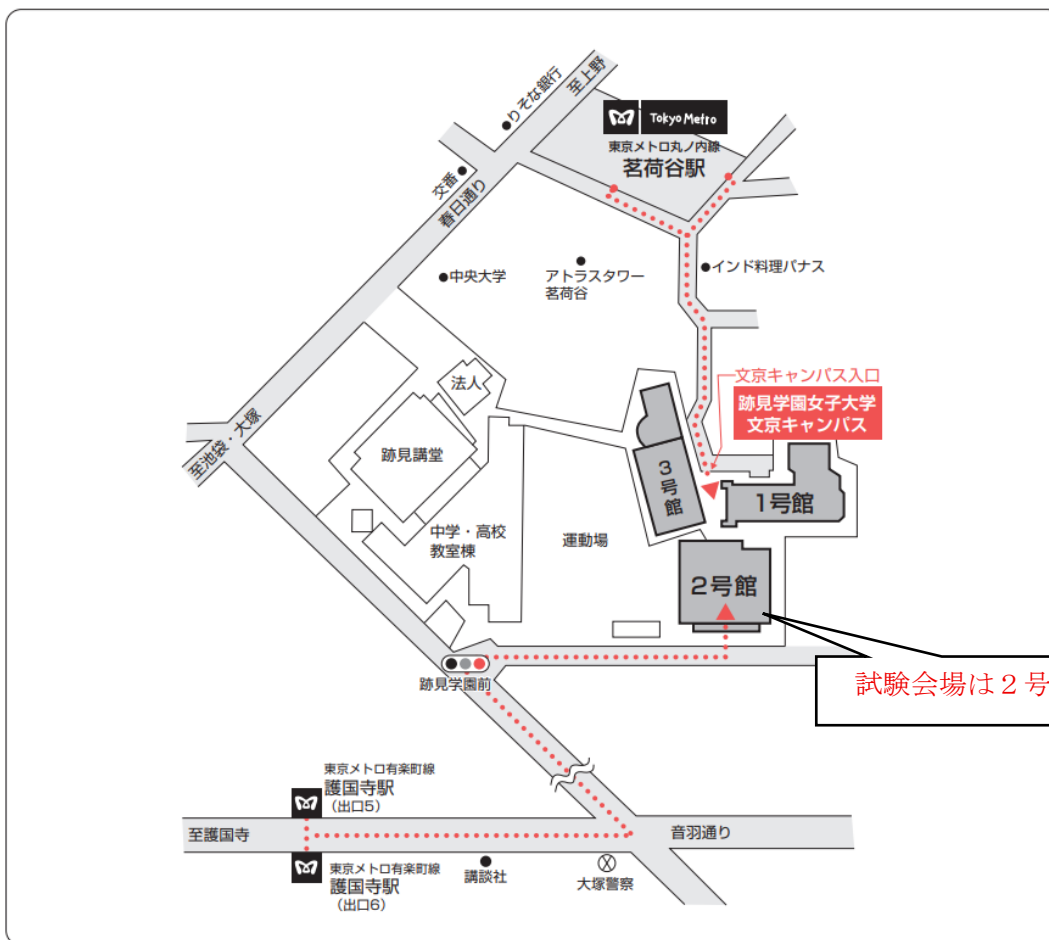 至上野
りそな銀行
Tokyo Metro
東京メトロ丸ノ内線
茗荷谷駅
交番
春日通り
インド料理パナス
中央大学
アトラスタワー
茗荷谷
文京キャンパス入口
跡見学園女子大学
文京キャンパス
法人
至池袋・大塚
跡見講堂
3号館
1号館
中学・高校
教室棟
運動場
2号館
跡見学園前
試験会場は２号
東京メトロ有楽町線
護国寺駅
（出口5）
至護国寺
音羽通り
東京メトロ有楽町線
護国寺駅
（出口6）
講談社
大塚警察